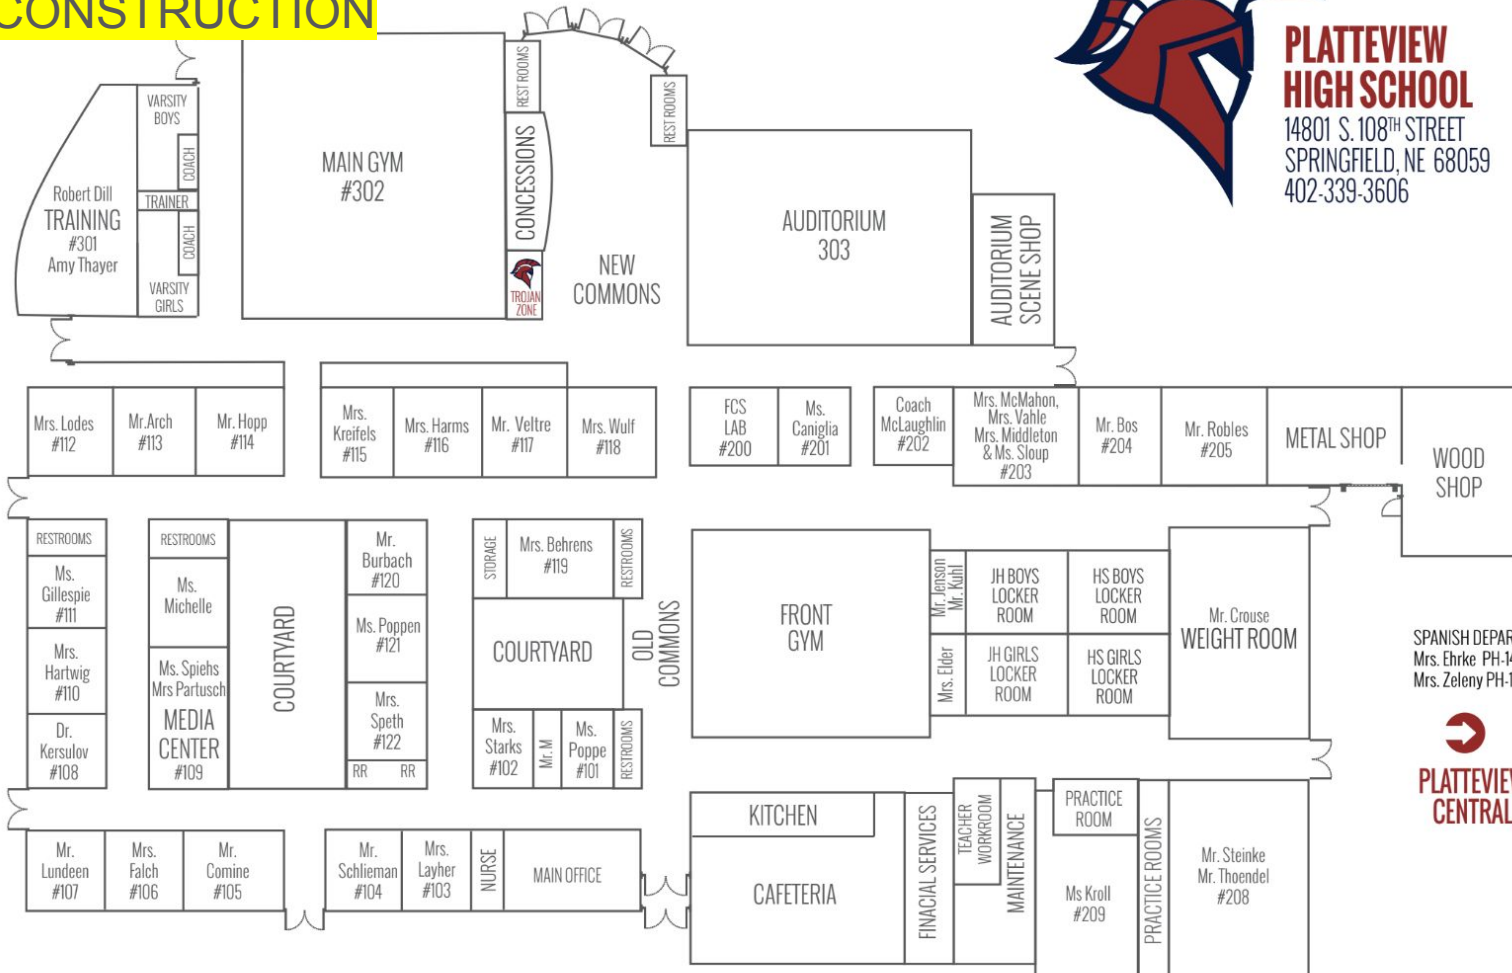 CONSTRUCTION
PLATTEVIEW
HIGH SCHOOL
14801 S. 108TH STREET
SPRINGFIELD, NE 68059
402-339-3606
VARSITY
BOYS
COACH
TRAINER
COACH
VARSITY
GIRLS
Robert Dill
TRAINING
#301
Amy Thayer
MAIN GYM
#302
REST ROOMS
CONCESSIONS
TROJAN
ZONE
REST ROOMS
NEW
COMMONS
AUDITORIUM
303
AUDITORIUM
SCENE SHOP
Mrs. Lodes
#112
Mr.Arch
#113
Mr. Hopp
#114
Mrs.
Kreifels
#115
Mrs. Harms
#116
Mr. Veltre
#117
Mrs. Wulf
#118
FCS
LAB
#200
Ms.
Caniglia
#201
Coach
McLaughlin
#202
Mrs. McMahon,
Mrs. Vahle
Mrs. Middleton
& Ms. Sloup
#203
Mr. Bos
#204
Mr. Robles
#205
METAL SHOP
WOOD
SHOP
RESTROOMS
Ms.
Gillespie
#111
Mrs.
Hartwig
#110
Dr.
Kersulov
#108
RESTROOMS
Ms.
Michelle
Ms. Spiehs
Mrs Partusch
MEDIA
CENTER
#109
COURTYARD
Mr.
Burbach
#120
Ms. Poppen
#121
Mrs.
Speth
#122
RR RR
STORAGE
Mrs. Behrens
#119
RESTROOMS
COURTYARD
OLD
COMMONS
Mrs.
Starks
#102
Mr. M
Ms.
Poppe
#101
RESTROOMS
FRONT
GYM
Mr. Jenson
Mr. Kuhl
Mrs. Elder
JH BOYS
LOCKER
ROOM
HS BOYS
LOCKER
ROOM
JH GIRLS
LOCKER
ROOM
HS GIRLS
LOCKER
ROOM
Mr. Crouse
WEIGHT ROOM
SPANISH DEPAR
Mrs. Ehrke PH-14
Mrs. Zeleny PH-1
PLATTEVIEW
CENTRAL
Mr.
Lundeen
#107
Mrs.
Falch
#106
Mr.
Comine
#105
Mr.
Schlieman
#104
Mrs.
Layher
#103
NURSE
MAIN OFFICE
KITCHEN
CAFETERIA
FINACIAL SERVICES
TEACHER
WORKROOM
MAINTENANCE
PRACTICE
ROOM
Ms Kroll
#209
PRACTICE ROOMS
Mr. Steinke
Mr. Thoendel
#208